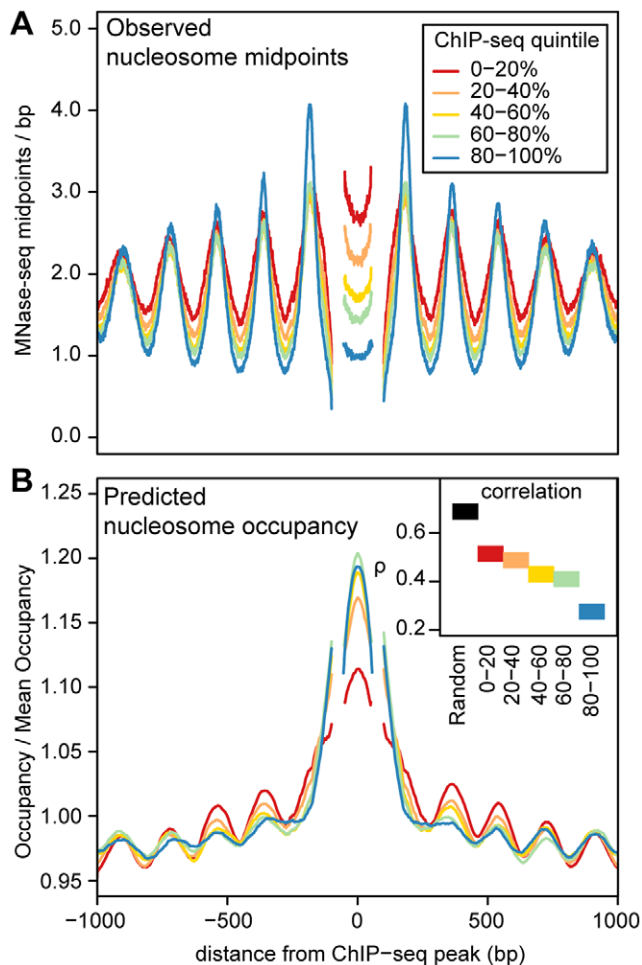 A
Observed
nucleosome midpoints
ChIP-seq quintile
0−20%
20−40%
40−60%
60−80%
80−100%
5.0
4.0
3.0
2.0
1.0
0.0
MNase-seq midpoints / bp
B
Predicted
nucleosome occupancy
correlation
ρ
0.6
0.4
0.2
Random
0−20
20−40
40−60
60−80
80−100
1.25
1.20
1.15
1.10
1.05
1.00
0.95
Occupancy / Mean Occupancy
−1000 −500 0 500 1000
distance from ChIP−seq peak (bp)